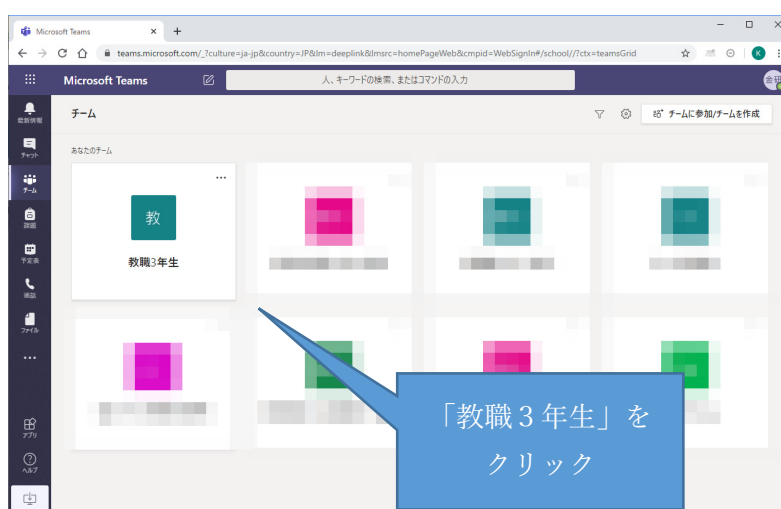 Microsoft Teams
teams.microsoft.com/_?culture=ja-jp&country=JP&lm=deeplink&lmsrc=homePageWeb&cmpid=WebSignIn#/school//?ctx=teamsGrid
K
Microsoft Teams
人、キーワードの検索、またはコマンドの入力
金研
最新情報
チャット
チーム
課題
予定表
通話
ファイル
アプリ
ヘルプ
チーム
チームに参加/チームを作成
あなたのチーム
教
教職3年生
「教職３年生」を
クリック